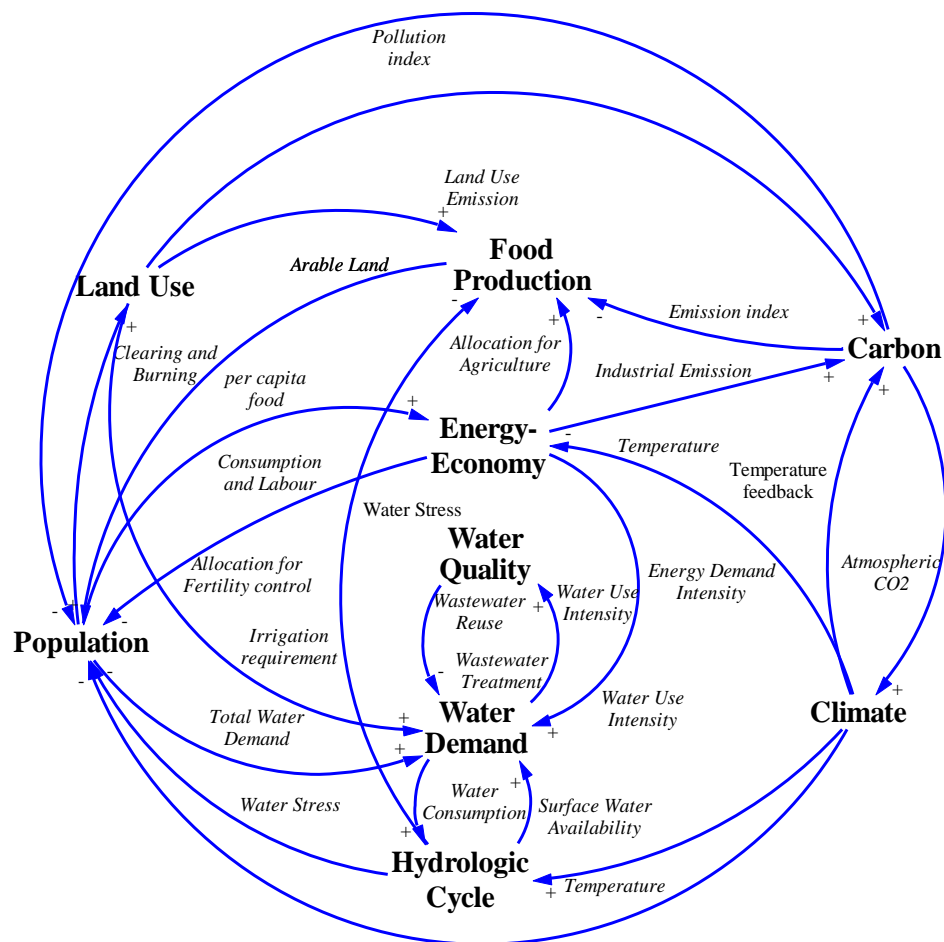 Pollution
index
Land Use
Emission
+
Food
Production
Arable Land
Land Use
-
-
+
Emission index
+
Carbon
+
Clearing and
Burning
Allocation for
Agriculture
Industrial Emission
+
+
per capita
food
+
Energy-
Economy
-
Temperature
Consumption
and Labour
Temperature
feedback
Water Stress
Water
Quality
Allocation for
Fertility control
Wastewater
Reuse
+
Water Use
Intensity
Energy Demand
Intensity
Atmospheric
CO2
-
+
-
Population
-
-
Irrigation
requirement
Wastewater
Treatment
-
+
Total Water
Demand
+
+
Water
Demand
+
Water Use
Intensity
Climate
Water Stress
Water
Consumption
+
Surface Water
Availability
+
Hydrologic
Cycle
+
Temperature